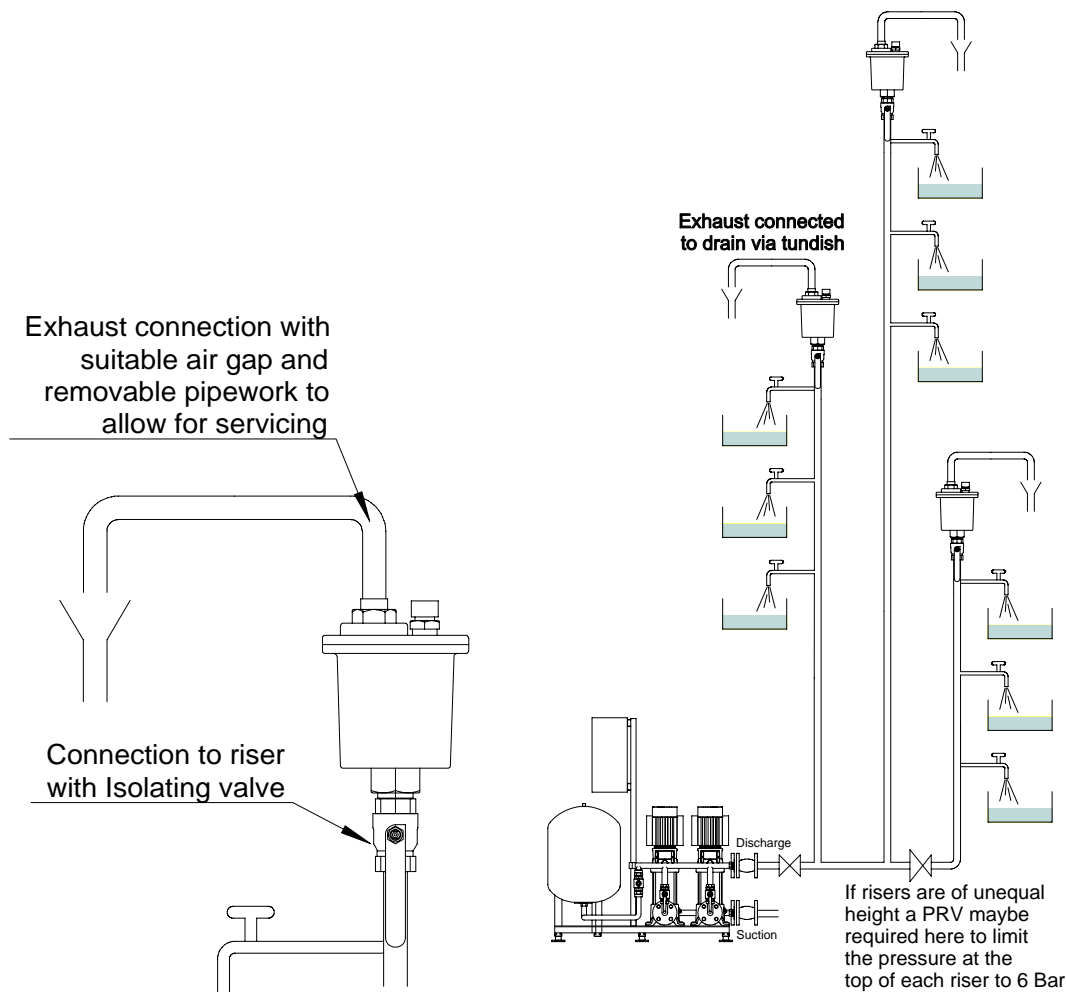 Exhaust connected
to drain via tundish
Exhaust connection with
suitable air gap and
removable pipework to
allow for servicing
Connection to riser
with Isolating valve
Discharge
Suction
If risers are of unequal
height a PRV maybe
required here to limit
the pressure at the
top of each riser to 6 Bar